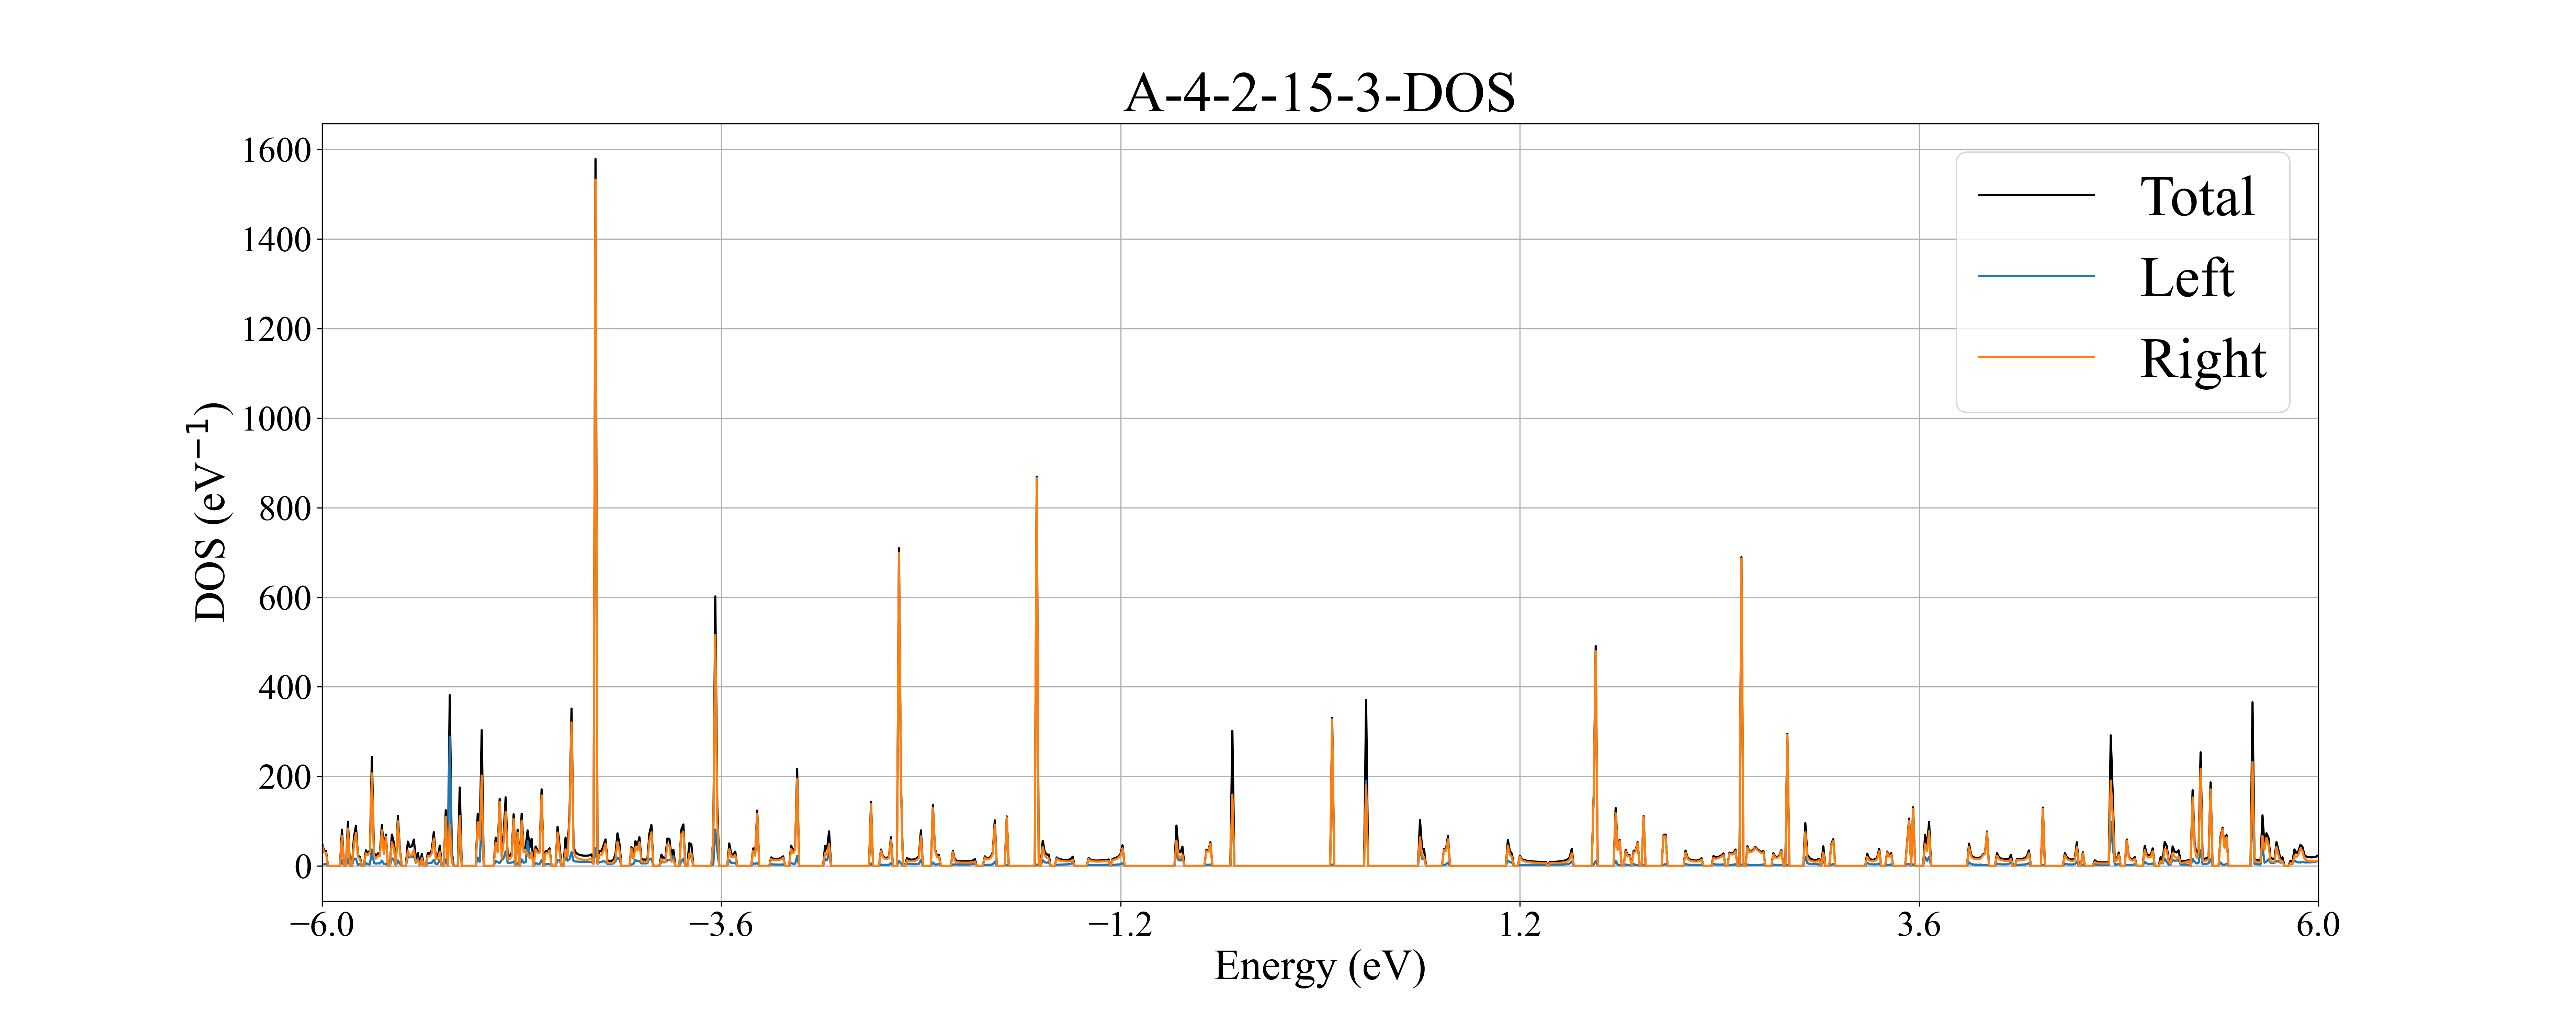 A-4-2-15-3-DOS
1600
1400
1200
1000
800
600
400
200
0
DOS (eV⁻¹)
Total
Left
Right
−6.0 −3.6 −1.2 1.2 3.6 6.0
Energy (eV)